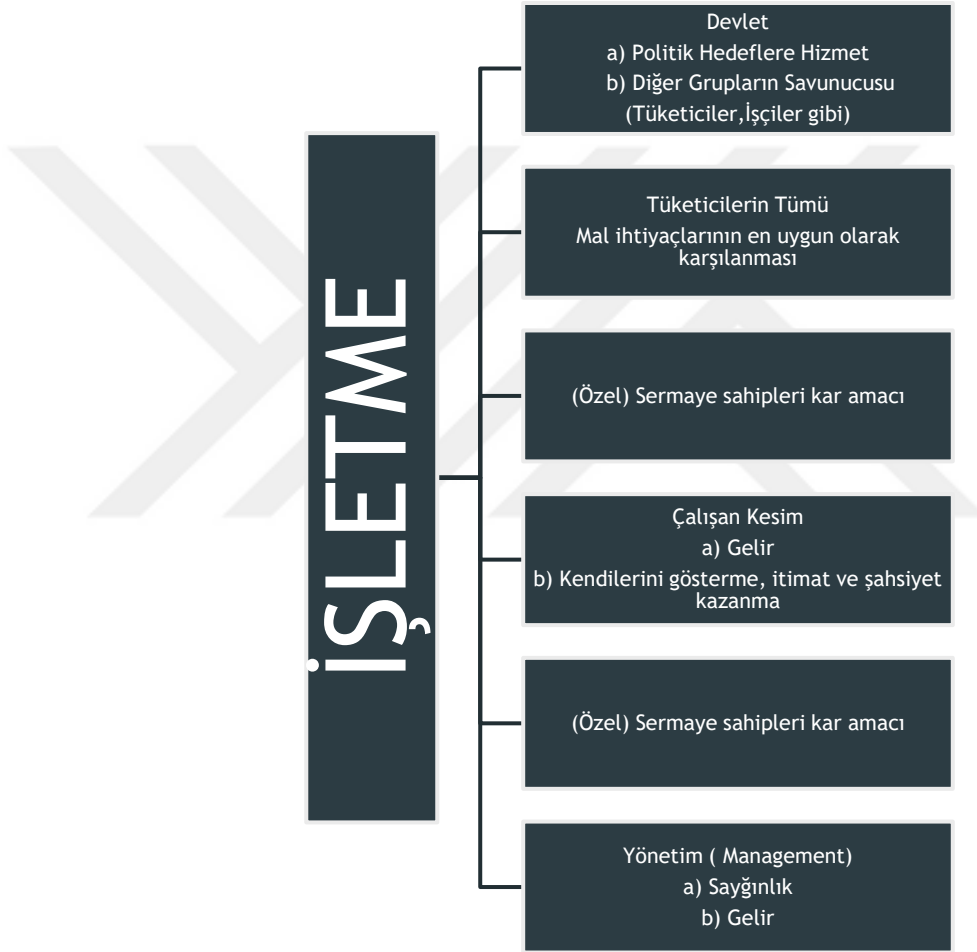 İŞLETME
Devlet
a) Politik Hedeflere Hizmet
b) Diğer Grupların Savunucusu
(Tüketiciler,İşçiler gibi)
Tüketicilerin Tümü
Mal ihtiyaçlarının en uygun olarak
karşılanması
(Özel) Sermaye sahipleri kar amacı
Çalışan Kesim
a) Gelir
b) Kendilerini gösterme, itimat ve şahsiyet
kazanma
(Özel) Sermaye sahipleri kar amacı
Yönetim ( Management)
a) Sayğınlık
b) Gelir